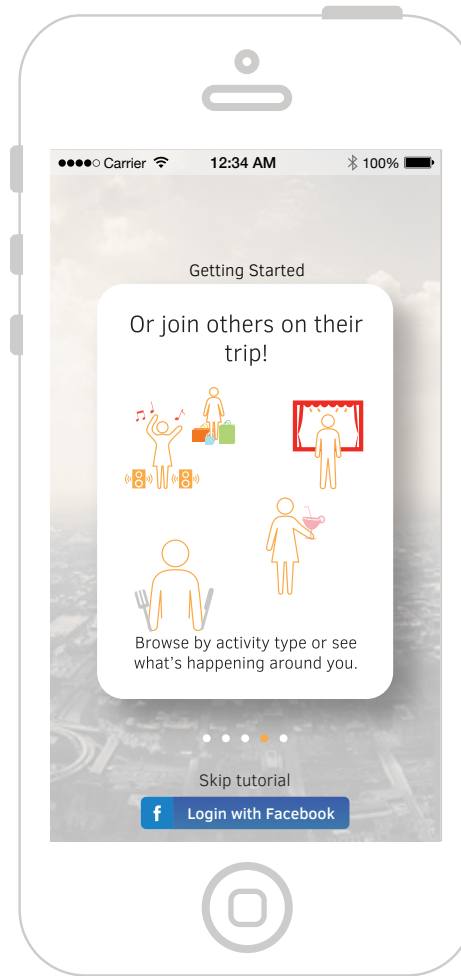 Carrier 12:34 AM 100%
Getting Started
Or join others on their
trip!
Browse by activity type or see
what's happening around you.
Skip tutorial
f Login with Facebook